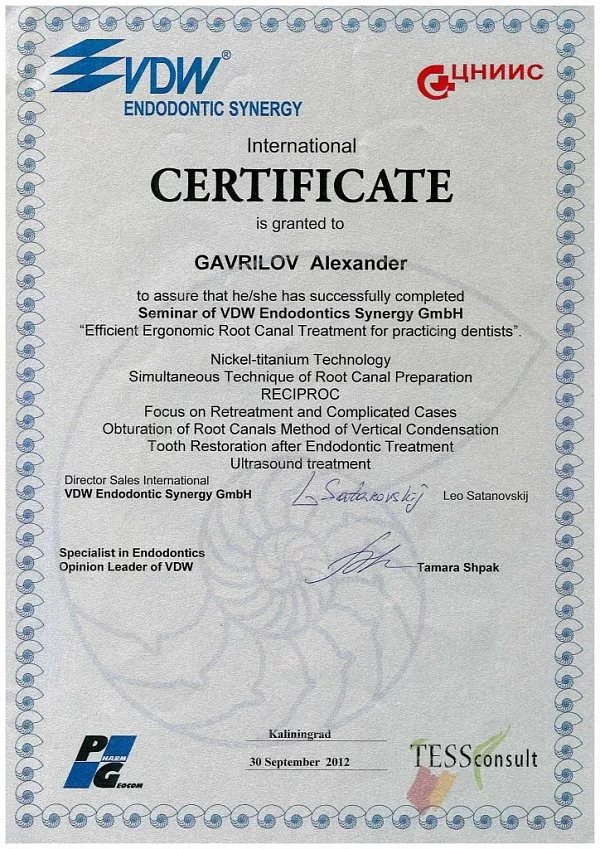 VDW®
ENDODONTIC SYNERGY
ЦНИИС
International
CERTIFICATE
is granted to
GAVRILOV Alexander
to assure that he/she has successfully completed
Seminar of VDW Endodontics Synergy GmbH
“Efficient Ergonomic Root Canal Treatment for practicing dentists”.
Nickel-titanium Technology
Simultaneous Technique of Root Canal Preparation
RECIPROC
Focus on Retreatment and Complicated Cases
Obturation of Root Canals Method of Vertical Condensation
Tooth Restoration after Endodontic Treatment
Ultrasound treatment
Director Sales International
VDW Endodontic Synergy GmbH
L Satanovskij
Leo Satanovskij
Specialist in Endodontics
Opinion Leader of VDW
Tamara Shpak
Kaliningrad
30 September 2012
PHARM
GEOCOM
TESSconsult